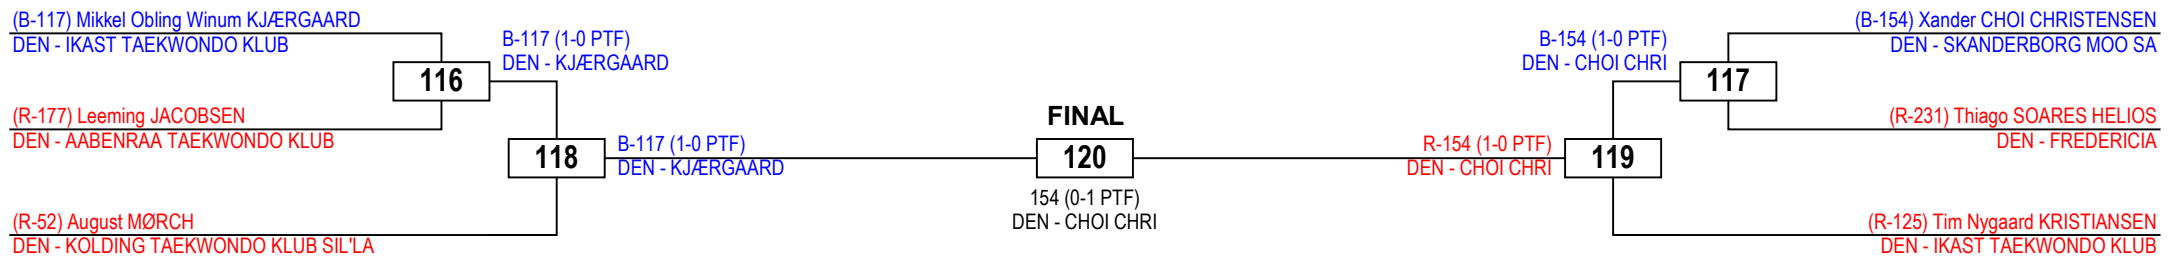 (B-117) Mikkel Obling Winum KJÆRGAARD
DEN - IKAST TAEKWONDO KLUB
B-117 (1-0 PTF)
DEN - KJÆRGAARD
116
(R-177) Leeming JACOBSEN
DEN - AABENRAA TAEKWONDO KLUB
B-117 (1-0 PTF)
DEN - KJÆRGAARD
118
(R-52) August MØRCH
DEN - KOLDING TAEKWONDO KLUB SIL'LA
FINAL
120
154 (0-1 PTF)
DEN - CHOI CHRI
(B-154) Xander CHOI CHRISTENSEN
DEN - SKANDERBORG MOO SA
B-154 (1-0 PTF)
DEN - CHOI CHRI
117
(R-231) Thiago SOARES HELIOS
DEN - FREDERICIA
R-154 (1-0 PTF)
DEN - CHOI CHRI
119
(R-125) Tim Nygaard KRISTIANSEN
DEN - IKAST TAEKWONDO KLUB